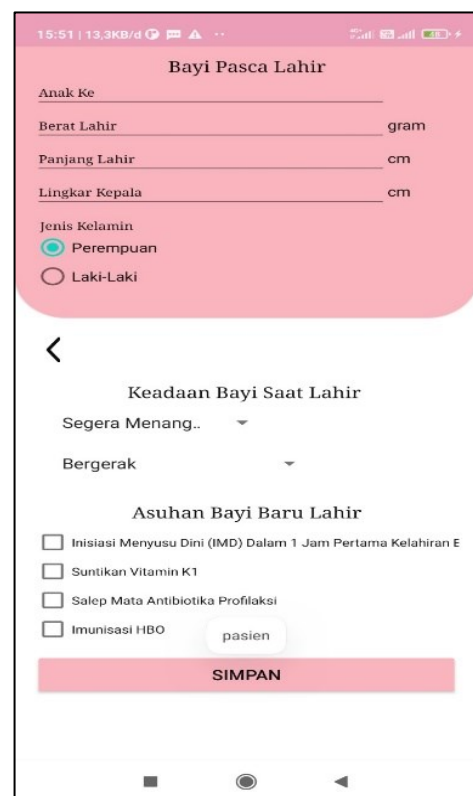 15:51 | 13,3KB/d
48
Bayi Pasca Lahir
Anak Ke
Berat Lahir gram
Panjang Lahir cm
Lingkar Kepala cm
Jenis Kelamin
Perempuan
Laki-Laki
Keadaan Bayi Saat Lahir
Segera Menang..
Bergerak
Asuhan Bayi Baru Lahir
Inisiasi Menyusu Dini (IMD) Dalam 1 Jam Pertama Kelahiran E
Suntikan Vitamin K1
Salep Mata Antibiotika Profilaksi
Imunisasi HBO
pasien
SIMPAN